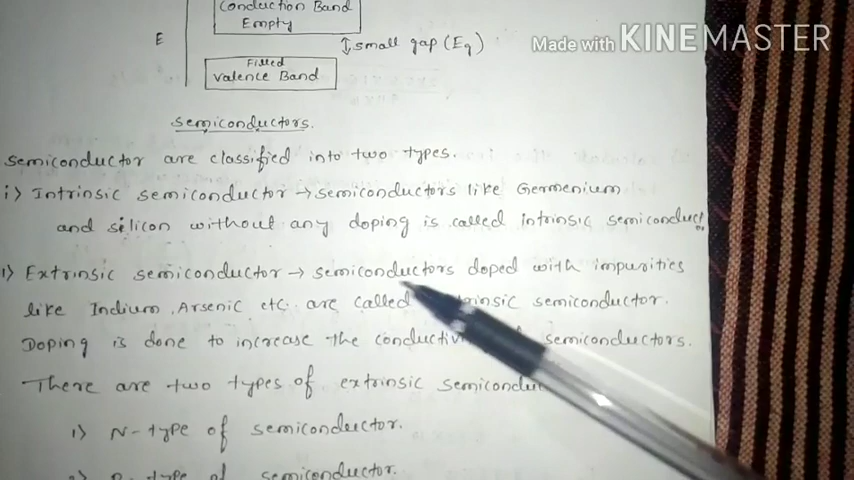 Conduction Band
Empty
E
small gap (Eg)
Filled
Valence Band
Made with KINEMASTER
semiconductors.
semiconductor are classified into two types.
i) Intrinsic semiconductor → semiconductors like Germenium
and silicon without any doping is called intrinsic semiconduct
Extrinsic semiconductor → semiconductors doped with impurities
like Indium, Arsenic etc. are called semiconductor.
Doping is done to increase the semiconductors.
There are two types of extrinsic
1) N-type of semiconductor.
type of semiconductor.